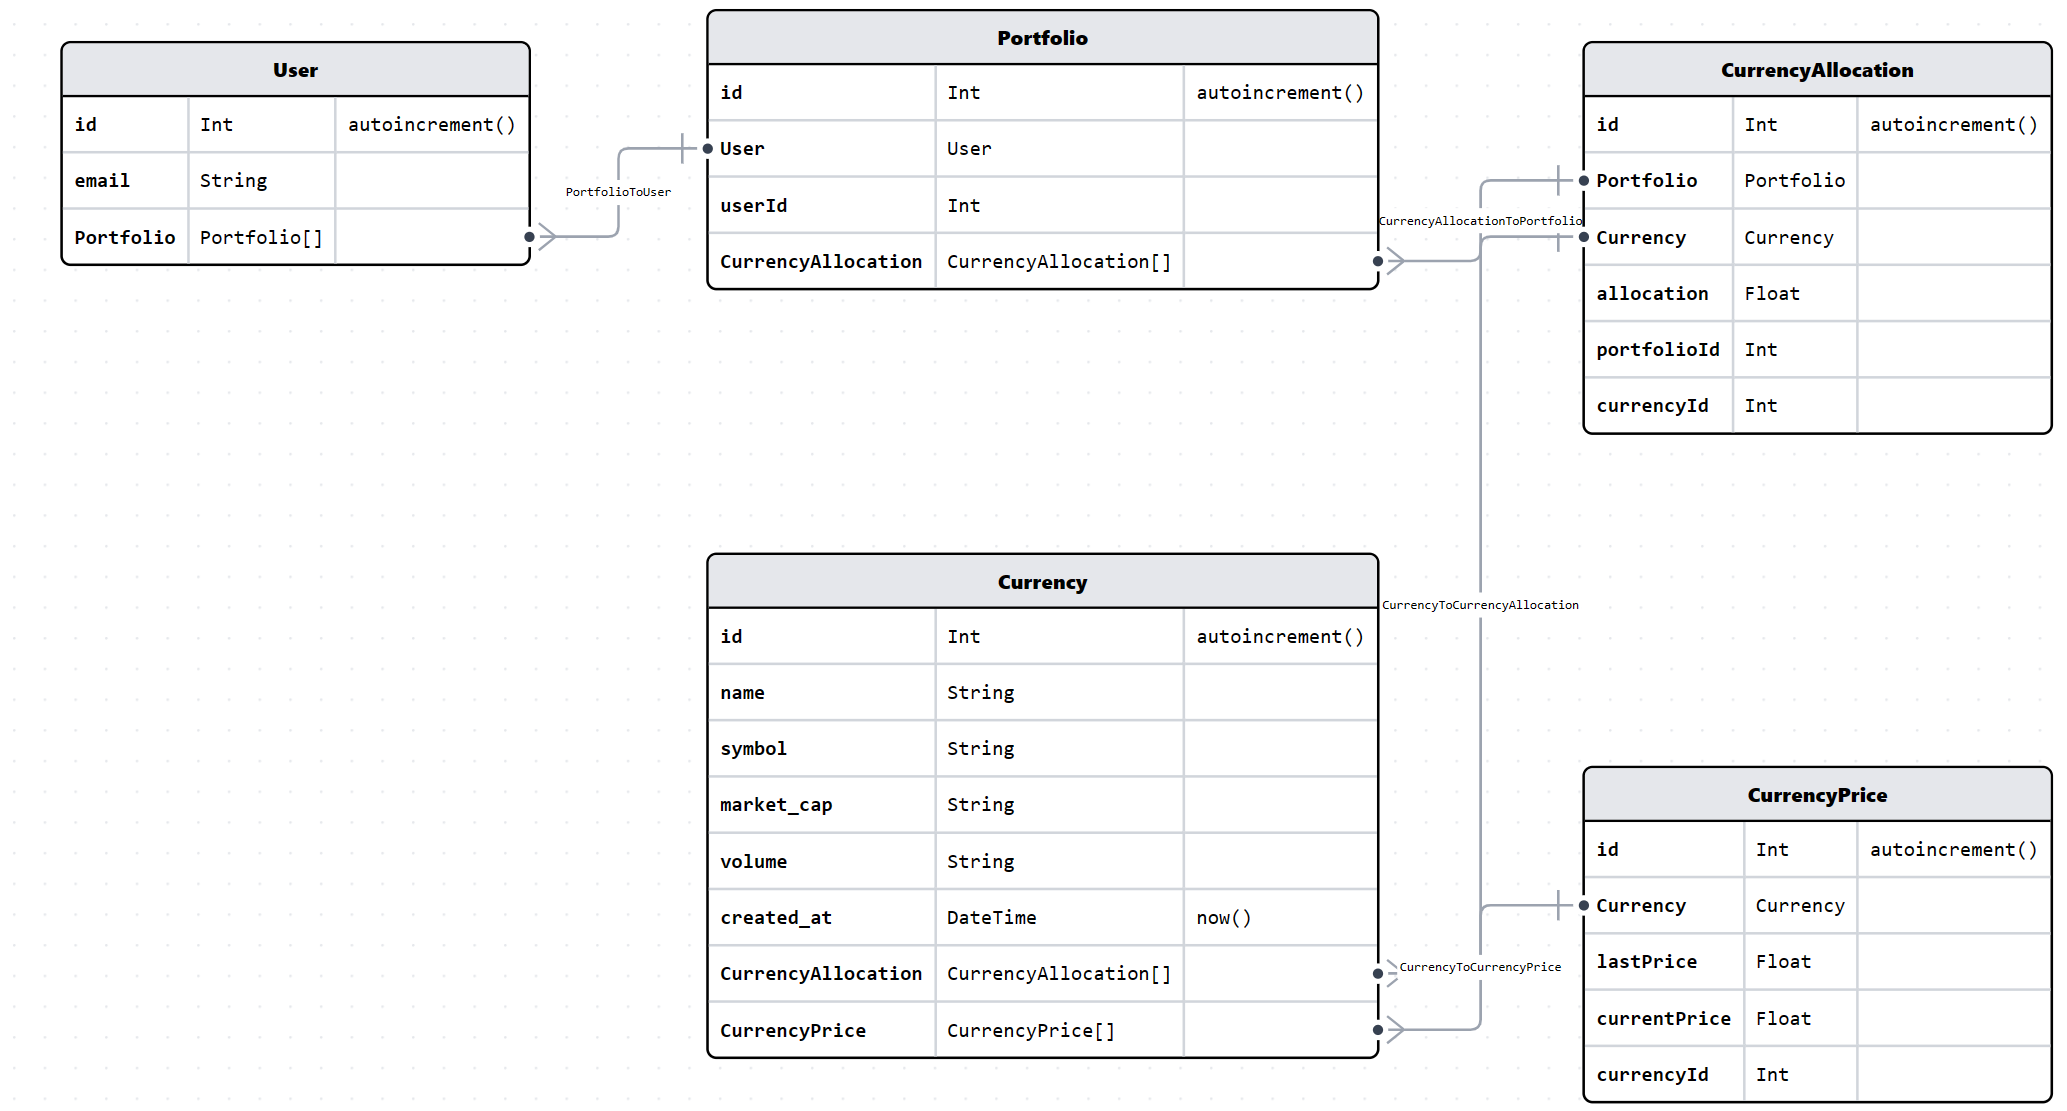 User
id Int autoincrement()
email String
Portfolio Portfolio[]
PortfolioToUser
Portfolio
id Int autoincrement()
User User
userId Int
CurrencyAllocation CurrencyAllocation[]
CurrencyAllocationToPortfolio
CurrencyAllocation
id Int autoincrement()
Portfolio Portfolio
Currency Currency
allocation Float
portfolioId Int
currencyId Int
Currency
id Int autoincrement()
name String
symbol String
market_cap String
volume String
created_at DateTime now()
CurrencyAllocation CurrencyAllocation[]
CurrencyPrice CurrencyPrice[]
CurrencyToCurrencyAllocation
CurrencyToCurrencyPrice
CurrencyPrice
id Int autoincrement()
Currency Currency
lastPrice Float
currentPrice Float
currencyId Int